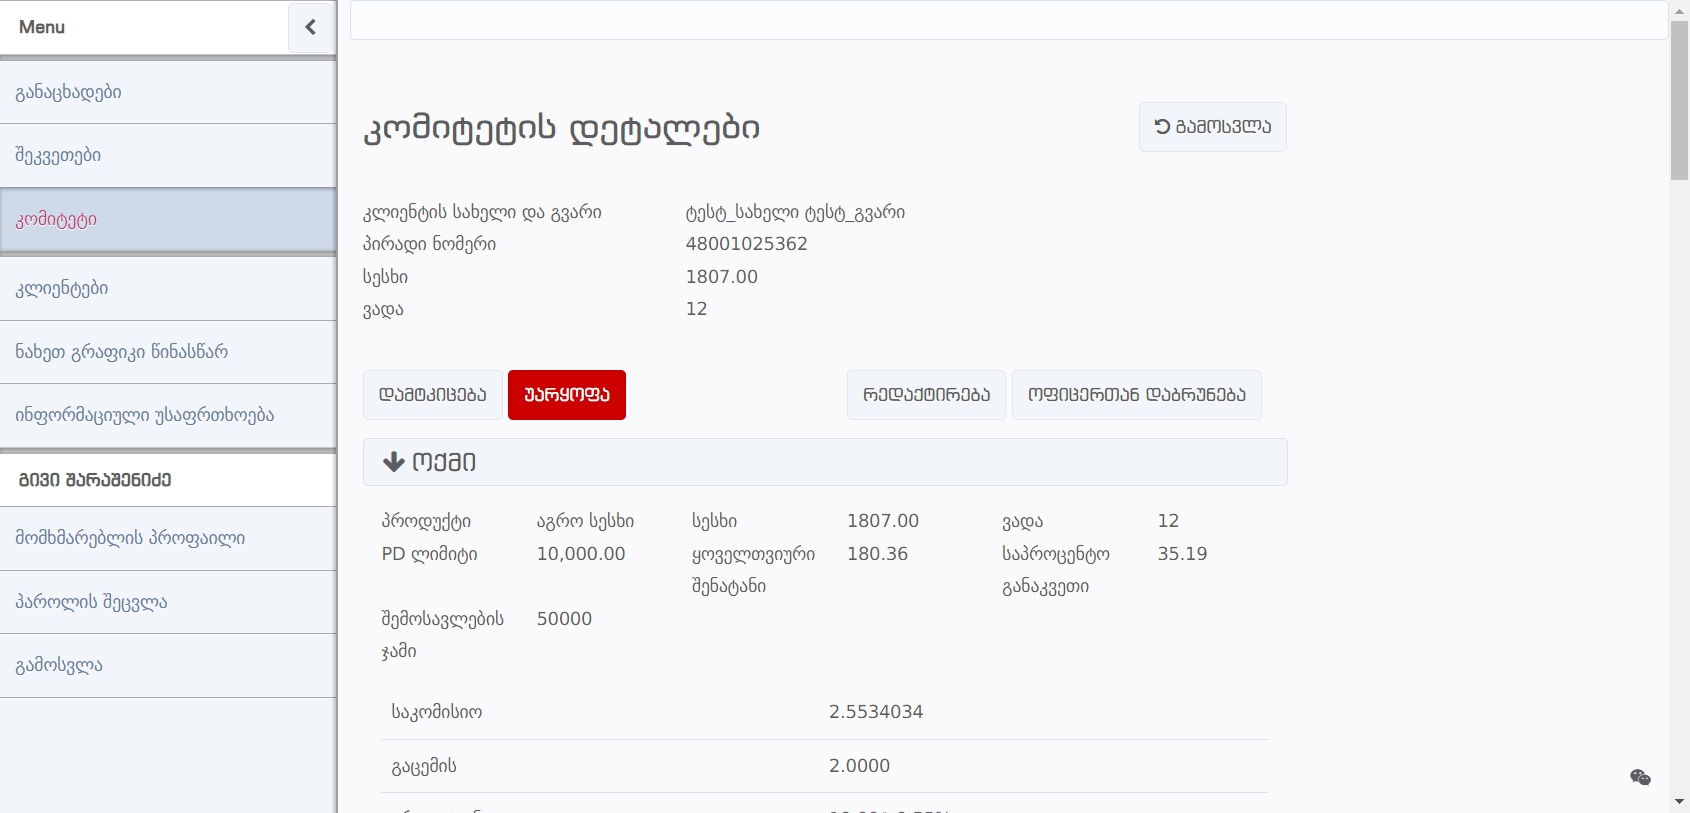 Menu
განაცხადები
შეკვეთები
კომიტეტი
კლიენტები
ნახეთ გრაფიკი წინასწარ
ინფორმაციული უსაფრთხოება
გივი შარაშენიძე
მომხმარებლის პროფაილი
პაროლის შეცვლა
გამოსვლა
კომიტეტის დეტალები
გამოსვლა
კლიენტის სახელი და გვარი ტესტ_სახელი ტესტ_გვარი
პირადი ნომერი 48001025362
სესხი 1807.00
ვადა 12
დამტკიცება უარყოფა რედაქტირება ოფიცერთან დაბრუნება
ოქმი
პროდუქტი აგრო სესხი სესხი 1807.00 ვადა 12
PD ლიმიტი 10,000.00 ყოველთვიური შენატანი 180.36 საპროცენტო განაკვეთი 35.19
შემოსავლების ჯამი 50000
საკომისიო 2.5534034
გაცემის 2.0000